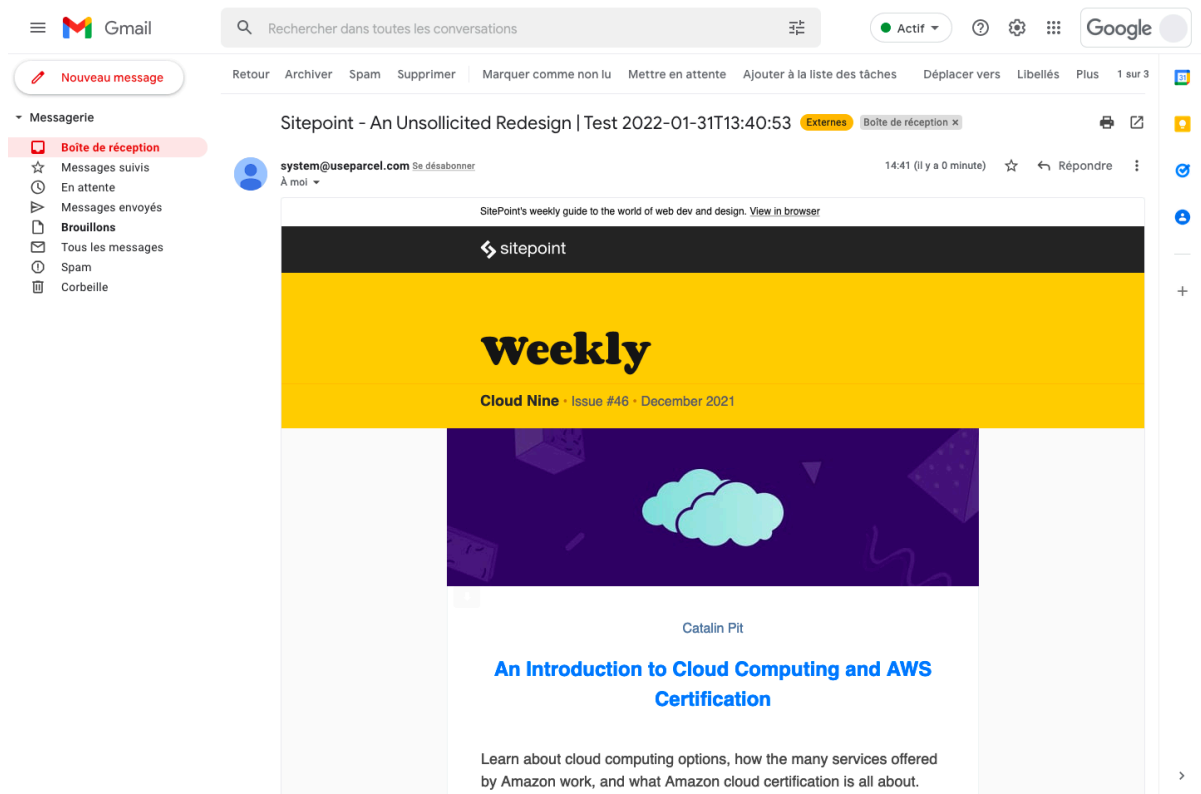 Gmail
Rechercher dans toutes les conversations
Actif
Google
Nouveau message
Retour Archiver Spam Supprimer Marquer comme non lu Mettre en attente Ajouter à la liste des tâches Déplacer vers Libellés Plus 1 sur 3
31
Messagerie
Boîte de réception
Messages suivis
En attente
Messages envoyés
Brouillons
Tous les messages
Spam
Corbeille
Sitepoint - An Unsollicited Redesign | Test 2022-01-31T13:40:53 Externes Boîte de réception ×
system@useparcel.com Se désabonner 14:41 (il y a 0 minute) Répondre
À moi
SitePoint's weekly guide to the world of web dev and design. View in browser
sitepoint
Weekly
Cloud Nine • Issue #46 • December 2021
Catalin Pit
An Introduction to Cloud Computing and AWS
Certification
Learn about cloud computing options, how the many services offered
by Amazon work, and what Amazon cloud certification is all about.